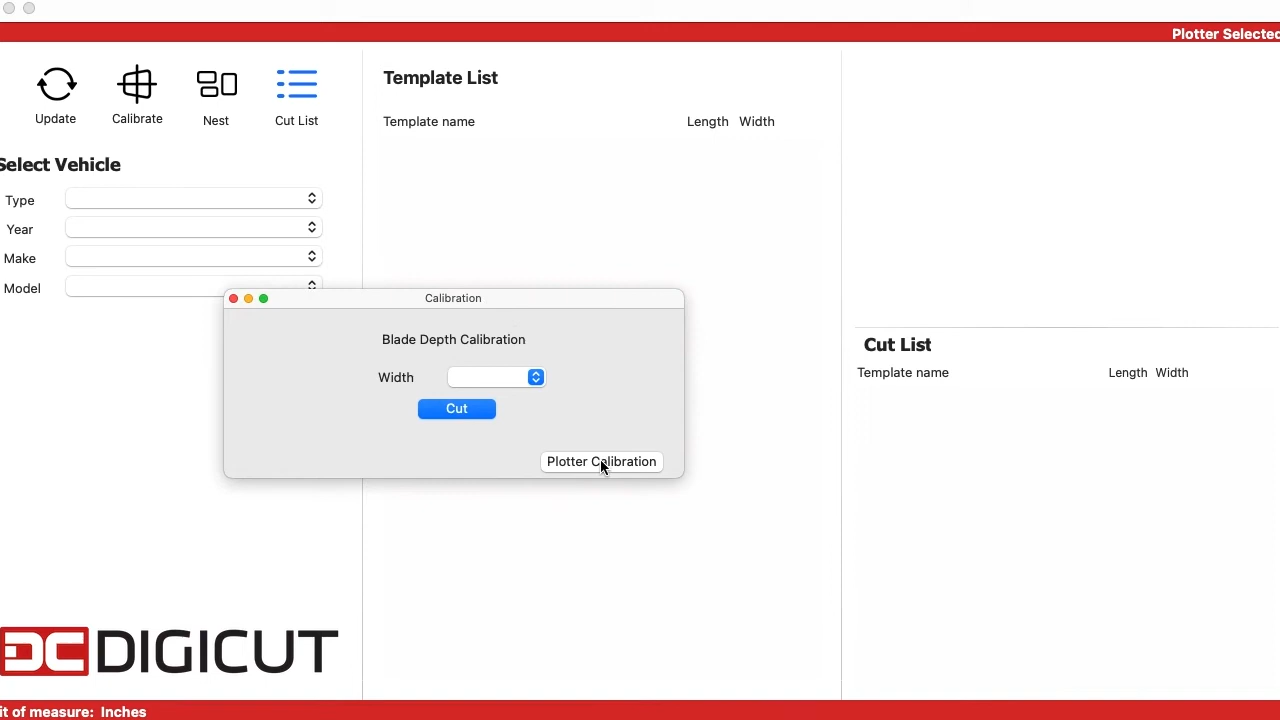 Plotter Selected
Update
Calibrate
Nest
Cut List
Select Vehicle
Type
Year
Make
Model
Template List
Template name Length Width
Calibration
Blade Depth Calibration
Width
Cut
Plotter Calibration
Cut List
Template name Length Width
DC DIGICUT
it of measure: Inches